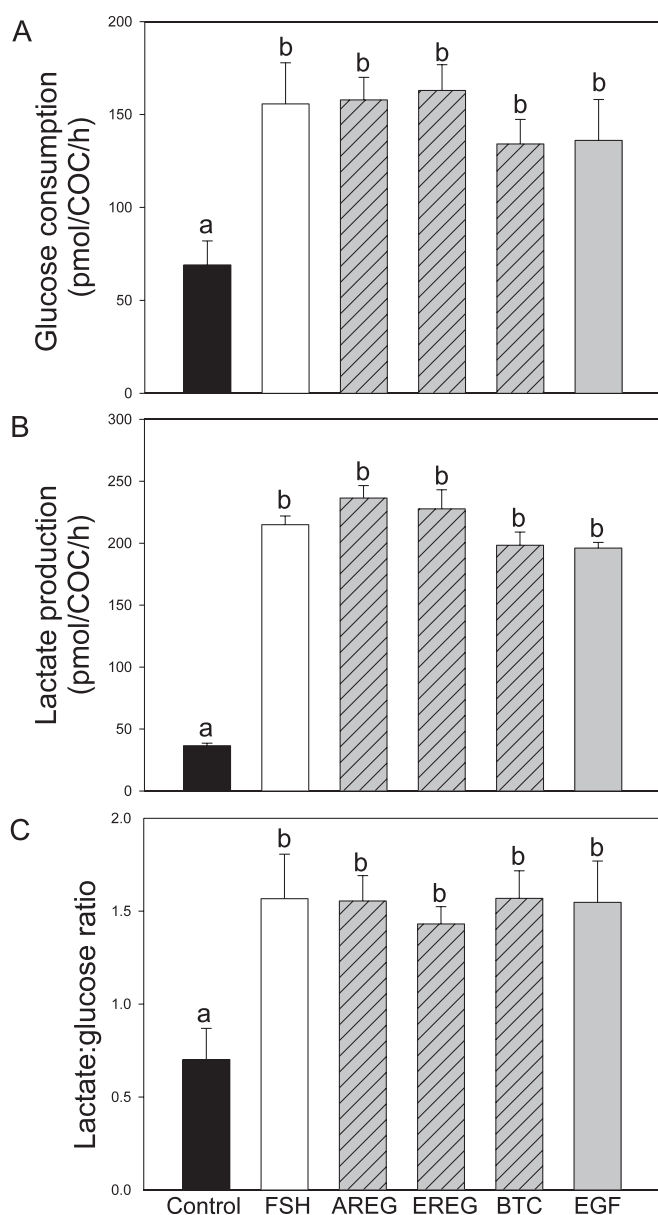 A
Glucose consumption
(pmol/COC/h)
200
150
100
50
0
a
b
b
b
b
b
B
Lactate production
(pmol/COC/h)
300
250
200
150
100
50
0
a
b
b
b
b
b
C
Lactate:glucose ratio
2.0
1.5
1.0
0.5
0.0
a
b
b
b
b
b
Control FSH AREG EREG BTC EGF